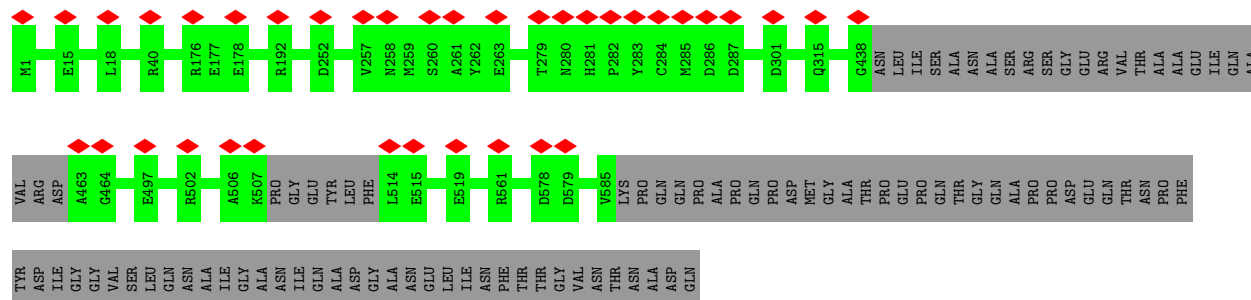 M1 E15 L18 R40 R176 E177 E178 R192 D252 V257 N258 M259 S260 A261 Y262 E263 T279 N280 H281 P282 Y283 C284 M285 D286 D287 D301 Q315 G438 ASN LEU ILE SER ALA ASN ALA SER ARG SER GLY GLU ARG VAL THR ALA ALA GLU ILE GLN ALA
VAL ARG ASP A463 G464 E497 R502 A506 K507 PRO GLY GLU TYR LEU PHE L514 E515 E519 R561 D578 D579 V585 LYS PRO GLN GLN PRO ALA PRO GLN PRO ASP MET GLY ALA THR PRO GLU PRO GLN THR GLY GLN ALA PRO PRO ASP GLU GLN THR ASN PRO PHE
TYR ASP ILE GLY GLY VAL SER LEU GLN ASN ALA ILE GLY ALA ASN ILE GLN ALA ASP GLY ALA ASN GLU LEU ILE ASN PHE THR THR GLY VAL ASN THR ASN ALA ASP GLN